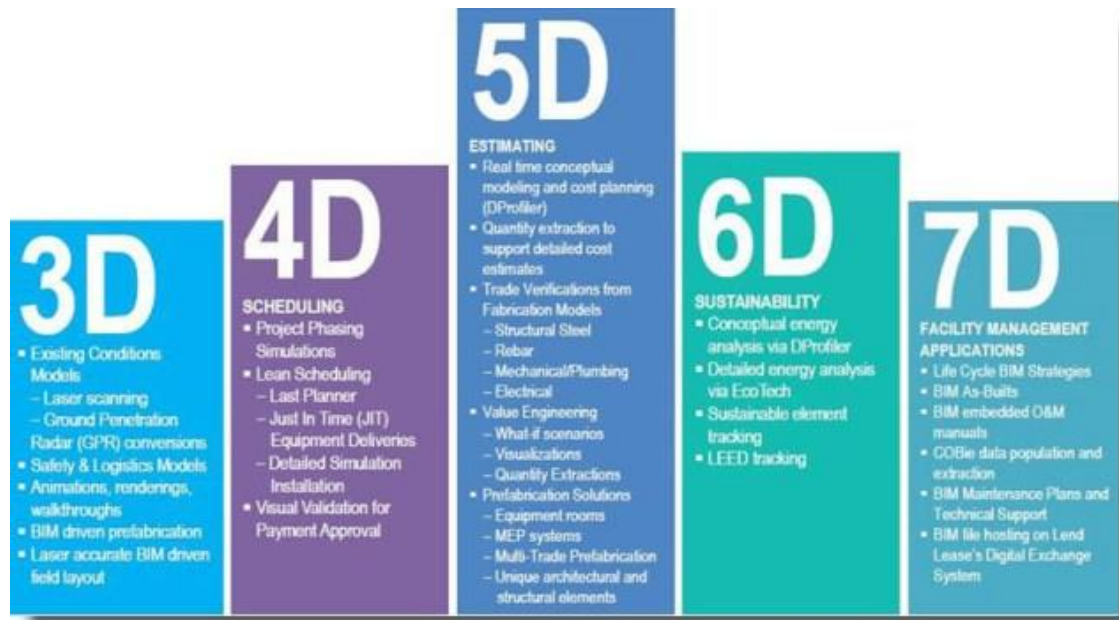 3D
▪ Existing Conditions
Models
– Laser scanning
– Ground Penetration
Radar (GPR) conversions
▪ Safety & Logistics Models
▪ Animations, renderings,
walkthroughs
▪ BIM driven prefabrication
▪ Laser accurate BIM driven
field layout
4D
SCHEDULING
▪ Project Phasing
Simulations
▪ Lean Scheduling
– Last Planner
– Just In Time (JIT)
Equipment Deliveries
– Detailed Simulation
Installation
▪ Visual Validation for
Payment Approval
5D
ESTIMATING
▪ Real time conceptual
modeling and cost planning
(DProfiler)
▪ Quantity extraction to
support detailed cost
estimates
▪ Trade Verifications from
Fabrication Models
– Structural Steel
– Rebar
– Mechanical/Plumbing
– Electrical
▪ Value Engineering
– What-if scenarios
– Visualizations
– Quantity Extractions
▪ Prefabrication Solutions
– Equipment rooms
– MEP systems
– Multi-Trade Prefabrication
– Unique architectural and
structural elements
6D
SUSTAINABILITY
▪ Conceptual energy
analysis via DProfiler
▪ Detailed energy analysis
via EcoTech
▪ Sustainable element
tracking
▪ LEED tracking
7D
FACILITY MANAGEMENT
APPLICATIONS
▪ Life Cycle BIM Strategies
▪ BIM As-Builts
▪ BIM embedded O&M
manuals
▪ COBie data population and
extraction
▪ BIM Maintenance Plans and
Technical Support
▪ BIM file hosting on Lend
Lease's Digital Exchange
System